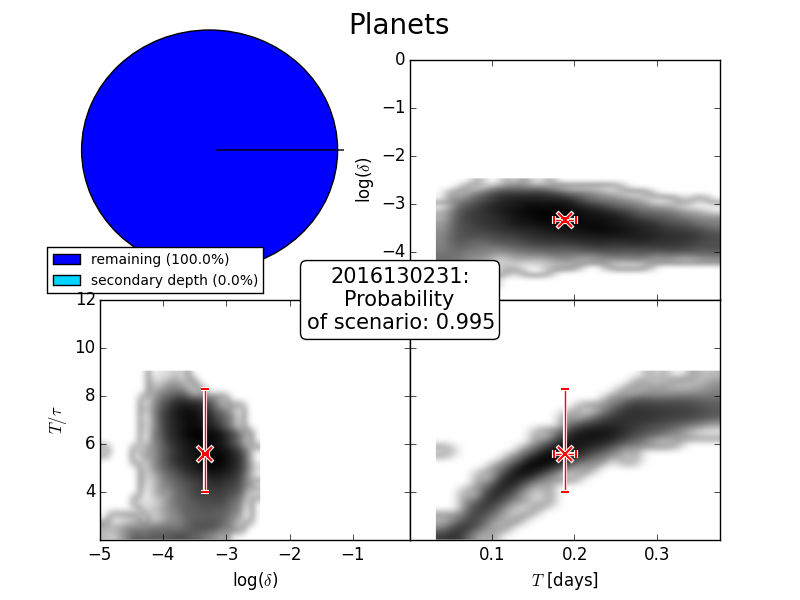 Planets
0
−1
−2
−3
−4
log(δ)
remaining (100.0%)
secondary depth (0.0%)
2016130231:
Probability
of scenario: 0.995
12
10
8
6
4
T/τ
−5
−4
−3
−2
−1
log(δ)
0.1
0.2
0.3
T [days]